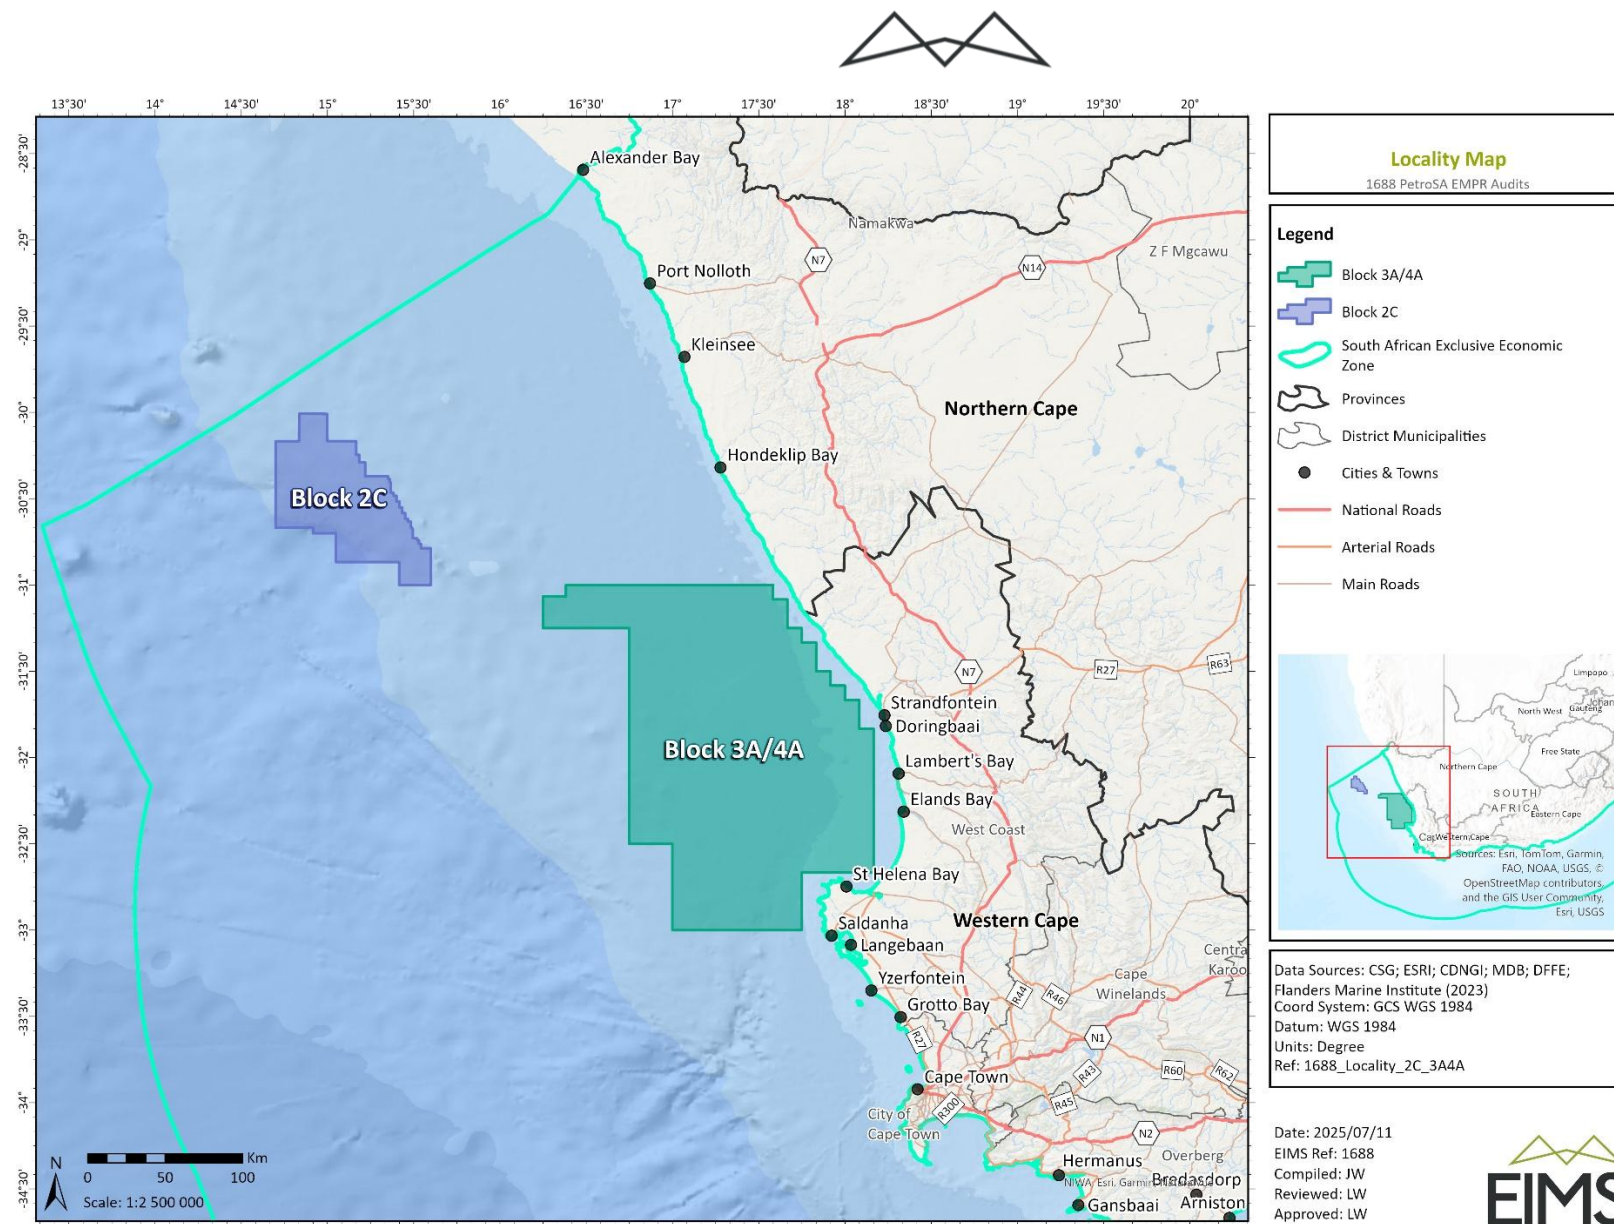 13°30' 14° 14°30' 15° 15°30' 16° 16°30' 17° 17°30' 18° 18°30' 19° 19°30' 20°
-28°30'
-29°
-29°30'
-30°
-30°30'
-31°
-31°30'
-32°
-32°30'
-33°
-33°30'
-34°
-34°30'
Alexander Bay
Namakwa
Z F Mgcawu
N7
N14
Port Nolloth
Kleinsee
Northern Cape
Hondeklip Bay
Block 2C
N7
R27
R63
Strandfontein
Doringbaai
Block 3A/4A
Lambert's Bay
Elands Bay
West Coast
St Helena Bay
Western Cape
Saldanha
Langebaan
Centra
Karoo
Yzerfontein
Cape
Winelands
R44
R46
Grotto Bay
R27
N1
R43
R60
R62
Cape Town
R300
R45
City of
Cape Town
N2
Overberg
Hermanus
NIWA, Esri, Garmin,
Bredasdorp
Gansbaai
Arniston
N
Km
0 50 100
Scale: 1:2 500 000
Locality Map
1688 PetroSA EMPR Audits
Legend
Block 3A/4A
Block 2C
South African Exclusive Economic
Zone
Provinces
District Municipalities
Cities & Towns
National Roads
Arterial Roads
Main Roads
Limpopo
North West
Gauteng
Johan
Free State
Northern Cape
SOUTH
AFRICA
Eastern Cape
Western Cape
Sources: Esri, TomTom, Garmin,
FAO, NOAA, USGS, ©
OpenStreetMap contributors,
and the GIS User Community,
Esri, USGS
Data Sources: CSG; ESRI; CDNGI; MDB; DFFE;
Flanders Marine Institute (2023)
Coord System: GCS WGS 1984
Datum: WGS 1984
Units: Degree
Ref: 1688_Locality_2C_3A4A
Date: 2025/07/11
EIMS Ref: 1688
Compiled: JW
Reviewed: LW
Approved: LW
EIMS